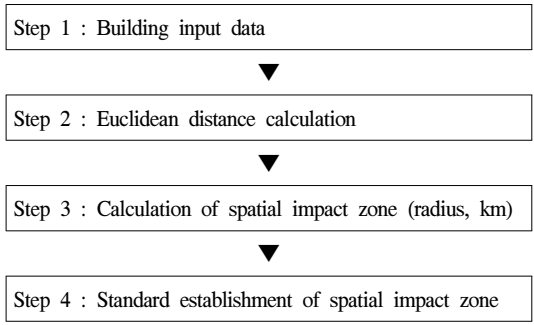 Step 1 : Building input data
Step 2 : Euclidean distance calculation
Step 3 : Calculation of spatial impact zone (radius, km)
Step 4 : Standard establishment of spatial impact zone